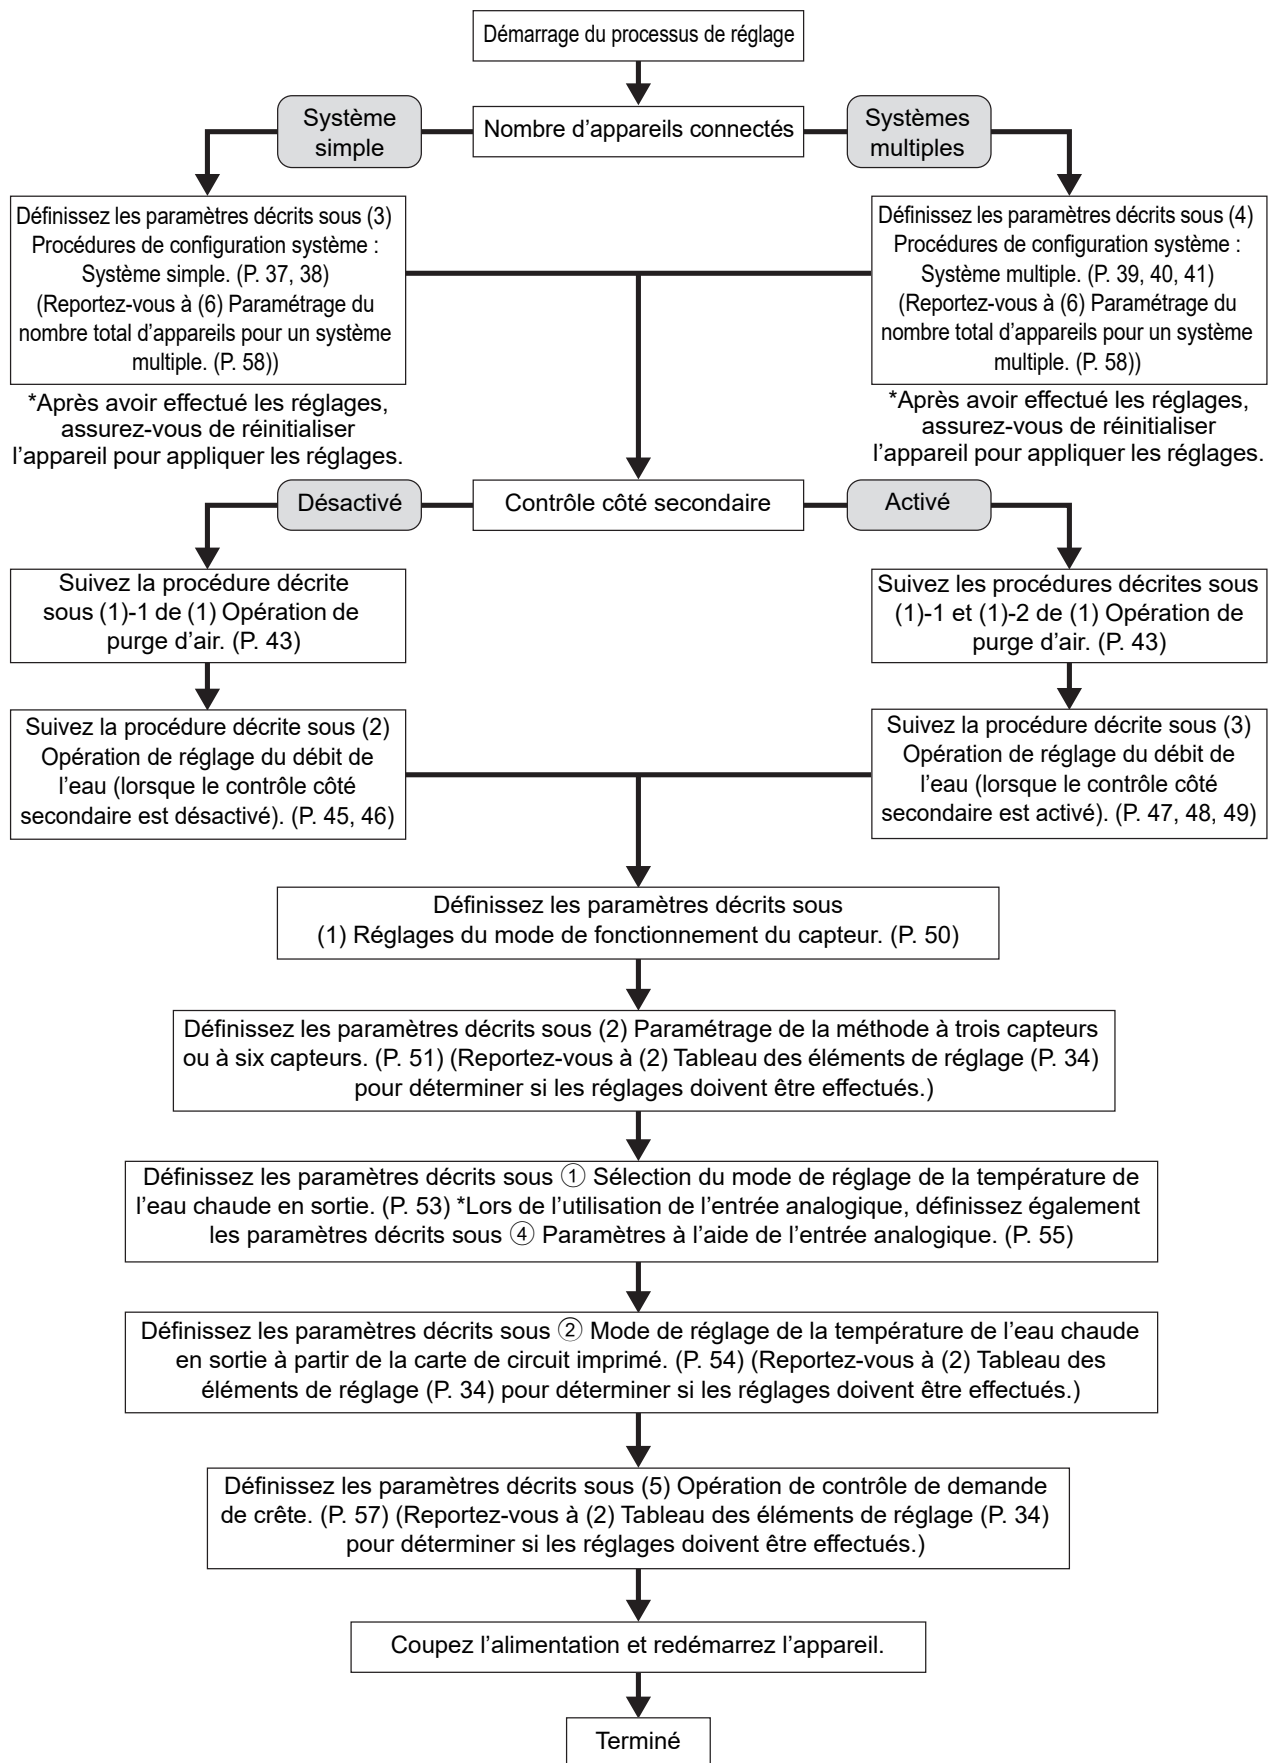 Démarrage du processus de réglage
Système
simple
Nombre d'appareils connectés
Systèmes
multiples
Définissez les paramètres décrits sous (3)
Procédures de configuration système :
Système simple. (P. 37, 38)
(Reportez-vous à (6) Paramétrage du
nombre total d'appareils pour un système
multiple. (P. 58))
*Après avoir effectué les réglages,
assurez-vous de réinitialiser
l'appareil pour appliquer les réglages.
Définissez les paramètres décrits sous (4)
Procédures de configuration système :
Système multiple. (P. 39, 40, 41)
(Reportez-vous à (6) Paramétrage du
nombre total d'appareils pour un système
multiple. (P. 58))
*Après avoir effectué les réglages,
assurez-vous de réinitialiser
l'appareil pour appliquer les réglages.
Désactivé
Contrôle côté secondaire
Activé
Suivez la procédure décrite
sous (1)-1 de (1) Opération de
purge d'air. (P. 43)
Suivez les procédures décrites sous
(1)-1 et (1)-2 de (1) Opération de
purge d'air. (P. 43)
Suivez la procédure décrite sous (2)
Opération de réglage du débit de
l'eau (lorsque le contrôle côté
secondaire est désactivé). (P. 45, 46)
Suivez la procédure décrite sous (3)
Opération de réglage du débit de
l'eau (lorsque le contrôle côté
secondaire est activé). (P. 47, 48, 49)
Définissez les paramètres décrits sous
(1) Réglages du mode de fonctionnement du capteur. (P. 50)
Définissez les paramètres décrits sous (2) Paramétrage de la méthode à trois capteurs
ou à six capteurs. (P. 51) (Reportez-vous à (2) Tableau des éléments de réglage (P. 34)
pour déterminer si les réglages doivent être effectués.)
Définissez les paramètres décrits sous ① Sélection du mode de réglage de la température de
l'eau chaude en sortie. (P. 53) *Lors de l'utilisation de l'entrée analogique, définissez également
les paramètres décrits sous ④ Paramètres à l'aide de l'entrée analogique. (P. 55)
Définissez les paramètres décrits sous ② Mode de réglage de la température de l'eau chaude
en sortie à partir de la carte de circuit imprimé. (P. 54) (Reportez-vous à (2) Tableau des
éléments de réglage (P. 34) pour déterminer si les réglages doivent être effectués.)
Définissez les paramètres décrits sous (5) Opération de contrôle de demande
de crête. (P. 57) (Reportez-vous à (2) Tableau des éléments de réglage (P. 34)
pour déterminer si les réglages doivent être effectués.)
Coupez l'alimentation et redémarrez l'appareil.
Terminé